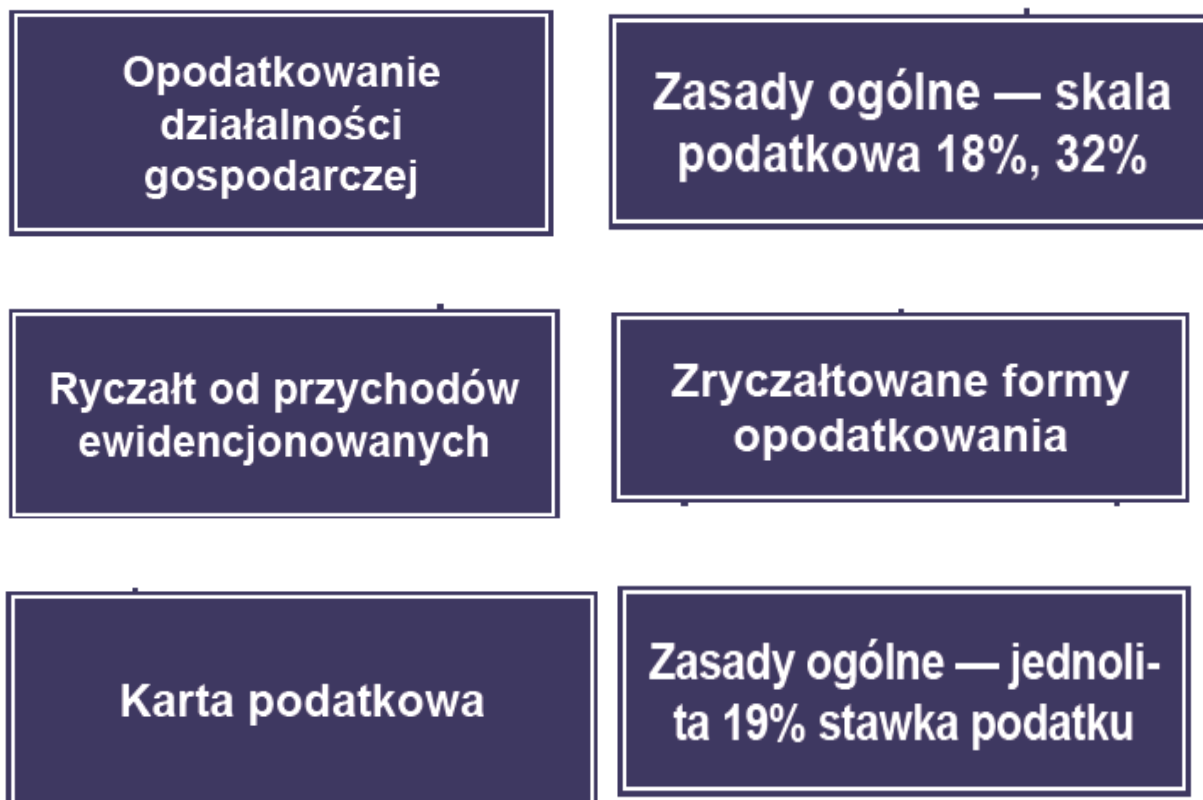 Opodatkowanie
działalności
gospodarczej
Zasady ogólne — skala
podatkowa 18%, 32%
Ryczałt od przychodów
ewidencjonowanych
Zryczałtowane formy
opodatkowania
Karta podatkowa
Zasady ogólne — jednoli-
ta 19% stawka podatku